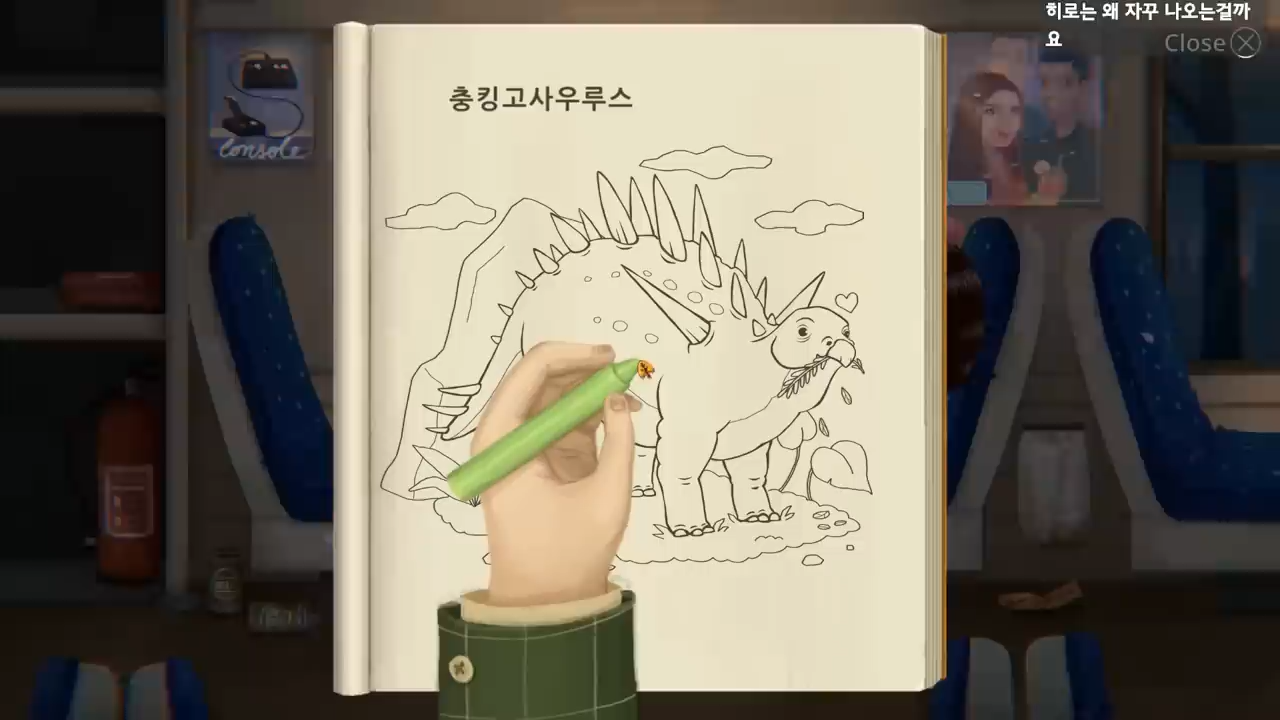 히로는 왜 자꾸 나오는걸까
요
Close
충킹고사우루스
Console